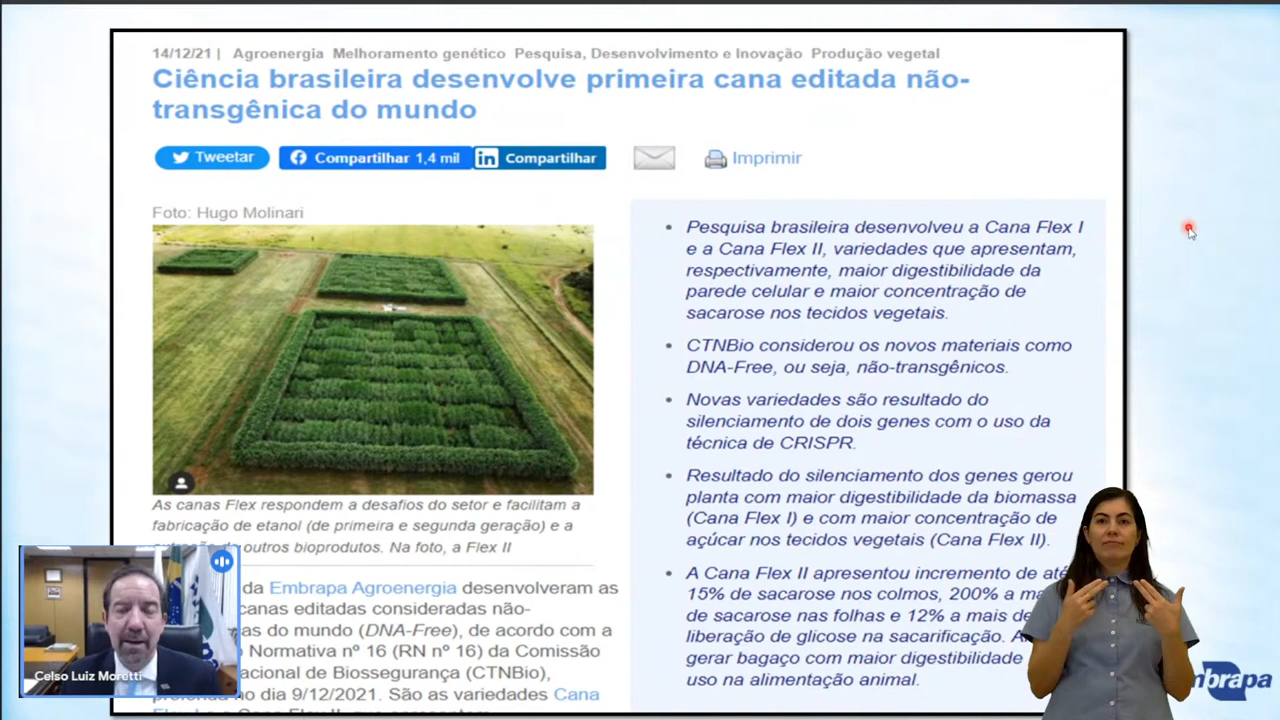 14/12/21 | Agroenergia Melhoramento genético Pesquisa, Desenvolvimento e Inovação Produção vegetal
Ciência brasileira desenvolve primeira cana editada não-
transgênica do mundo
Tweetar
Compartilhar 1,4 mil
in Compartilhar
Imprimir
Foto: Hugo Molinari
As canas Flex respondem a desafios do setor e facilitam a
fabricação de etanol (de primeira e segunda geração) e a
outros bioprodutos. Na foto, a Flex II
da Embrapa Agroenergia desenvolveram as
canas editadas consideradas não-
as do mundo (DNA-Free), de acordo com a
Normativa nº 16 (RN nº 16) da Comissão
acional de Biossegurança (CTNBio),
no dia 9/12/2021. São as variedades Cana
• Pesquisa brasileira desenvolveu a Cana Flex I
e a Cana Flex II, variedades que apresentam,
respectivamente, maior digestibilidade da
parede celular e maior concentração de
sacarose nos tecidos vegetais.
• CTNBio considerou os novos materiais como
DNA-Free, ou seja, não-transgênicos.
• Novas variedades são resultado do
silenciamento de dois genes com o uso da
técnica de CRISPR.
• Resultado do silenciamento dos genes gerou
planta com maior digestibilidade da biomassa
(Cana Flex I) e com maior concentração de
açúcar nos tecidos vegetais (Cana Flex II).
• A Cana Flex II apresentou incremento de até
15% de sacarose nos colmos, 200% a ma
de sacarose nas folhas e 12% a mais de
liberação de glicose na sacarificação. A
gerar bagaço com maior digestibilidade
uso na alimentação animal.
Celso Luiz Moretti
mbrapa